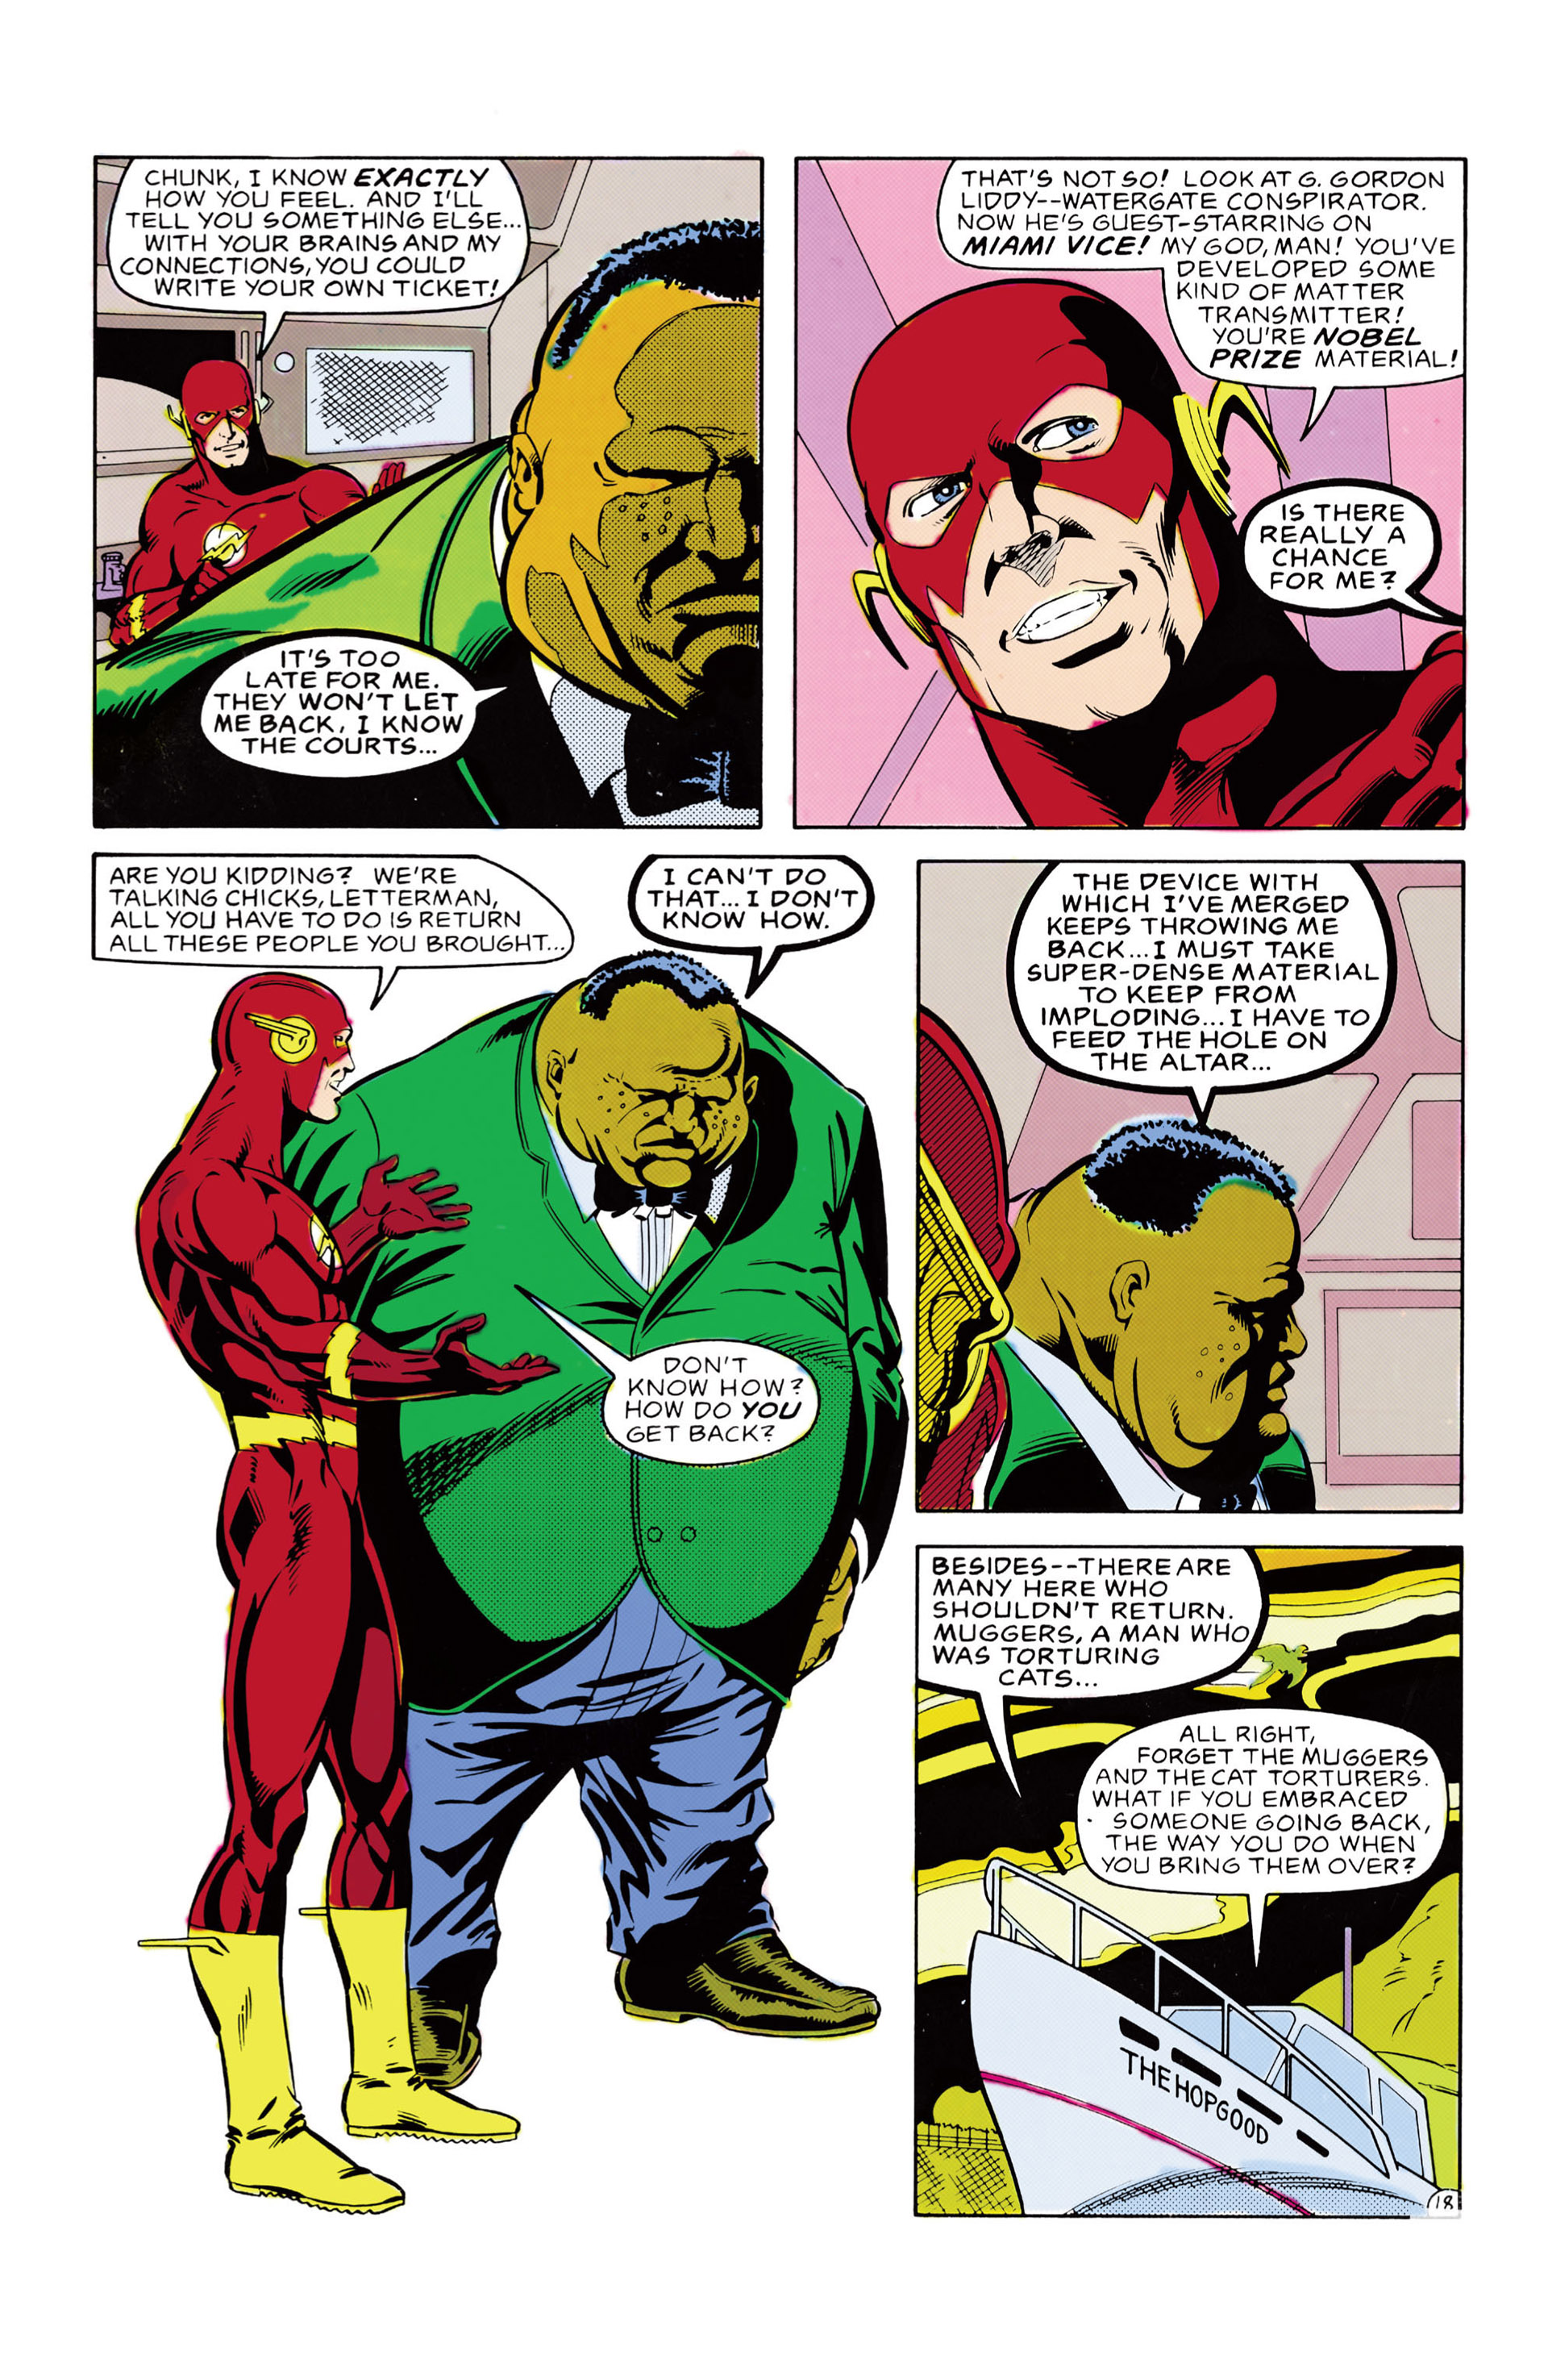 CHUNK, I KNOW EXACTLY
HOW YOU FEEL. AND I'LL
TELL YOU SOMETHING ELSE...
WITH YOUR BRAINS AND MY
CONNECTIONS, YOU COULD
WRITE YOUR OWN TICKET!
IT'S TOO
LATE FOR ME.
THEY WON'T LET
ME BACK, I KNOW
THE COURTS...
THAT'S NOT SO! LOOK AT G. GORDON
LIDDY--WATERGATE CONSPIRATOR.
NOW HE'S GUEST-STARRING ON
MIAMI VICE! MY GOD, MAN! YOU'VE
DEVELOPED SOME
KIND OF MATTER
TRANSMITTER!
YOU'RE NOBEL
PRIZE MATERIAL!
IS THERE
REALLY A
CHANCE
FOR ME?
ARE YOU KIDDING? WE'RE
TALKING CHICKS, LETTERMAN,
ALL YOU HAVE TO DO IS RETURN
ALL THESE PEOPLE YOU BROUGHT...
I CAN'T DO
THAT... I DON'T
KNOW HOW.
DON'T
KNOW HOW?
HOW DO YOU
GET BACK?
THE DEVICE WITH
WHICH I'VE MERGED
KEEPS THROWING ME
BACK... I MUST TAKE
SUPER-DENSE MATERIAL
TO KEEP FROM
IMPLODING... I HAVE TO
FEED THE HOLE ON
THE ALTAR...
BESIDES--THERE ARE
MANY HERE WHO
SHOULDN'T RETURN.
MUGGERS, A MAN WHO
WAS TORTURING
CATS...
ALL RIGHT,
FORGET THE MUGGERS
AND THE CAT TORTURERS.
WHAT IF YOU EMBRACED
SOMEONE GOING BACK,
THE WAY YOU DO WHEN
YOU BRING THEM OVER?
THE HOPGOOD
18